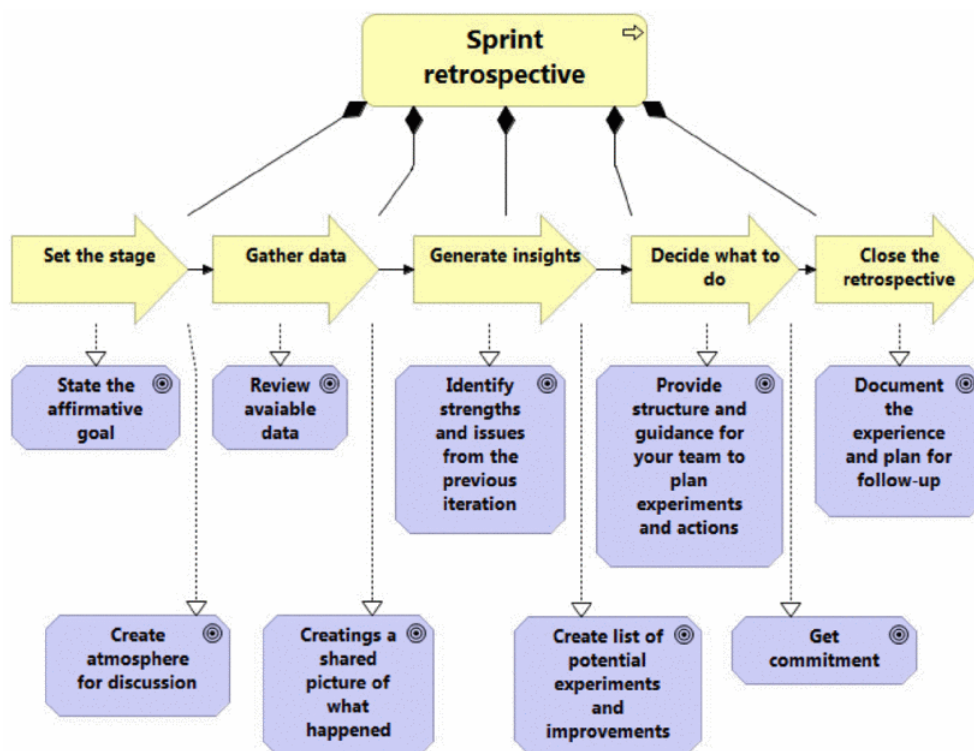 Sprint
retrospective
Set the stage
Gather data
Generate insights
Decide what to
do
Close the
retrospective
State the
affirmative
goal
Review
avaiable
data
Identify
strengths
and issues
from the
previous
iteration
Provide
structure and
guidance for
your team to
plan
experiments
and actions
Document
the
experience
and plan for
follow-up
Create
atmosphere
for discussion
Creatings a
shared
picture of
what
happened
Create list of
potential
experiments
and
improvements
Get
commitment